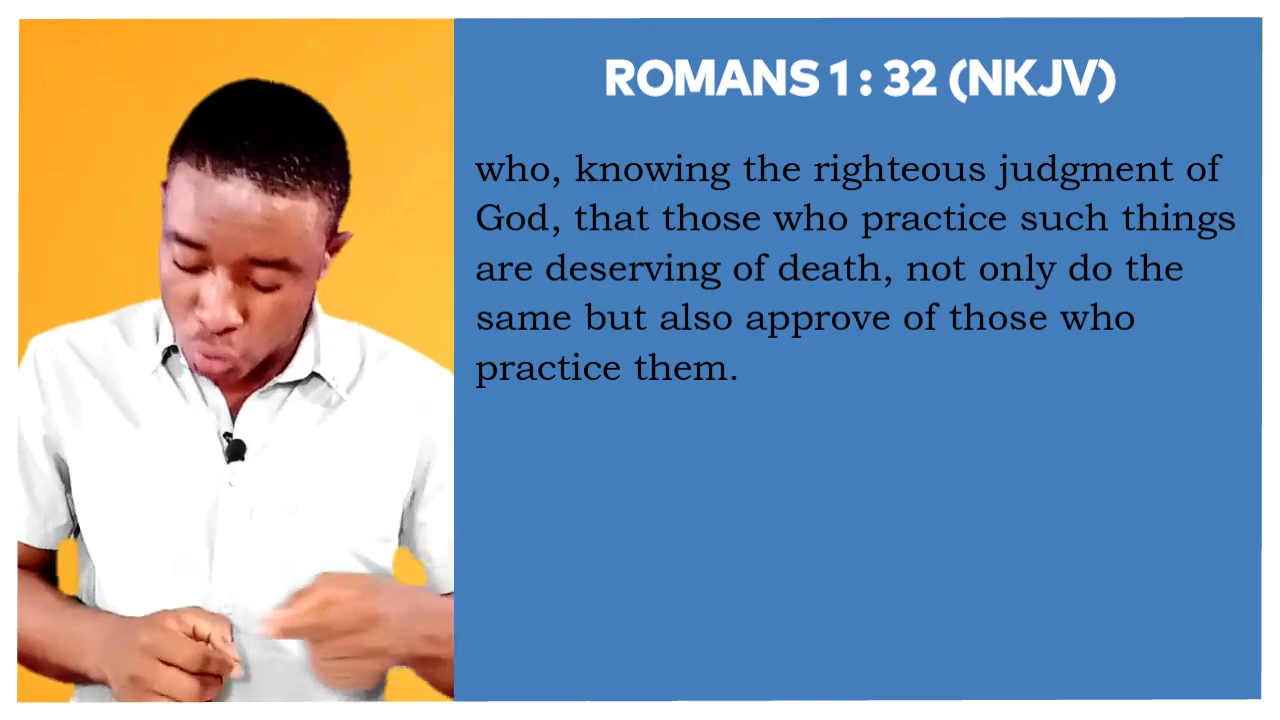 ROMANS 1 : 32 (NKJV)
who, knowing the righteous judgment of
God, that those who practice such things
are deserving of death, not only do the
same but also approve of those who
practice them.